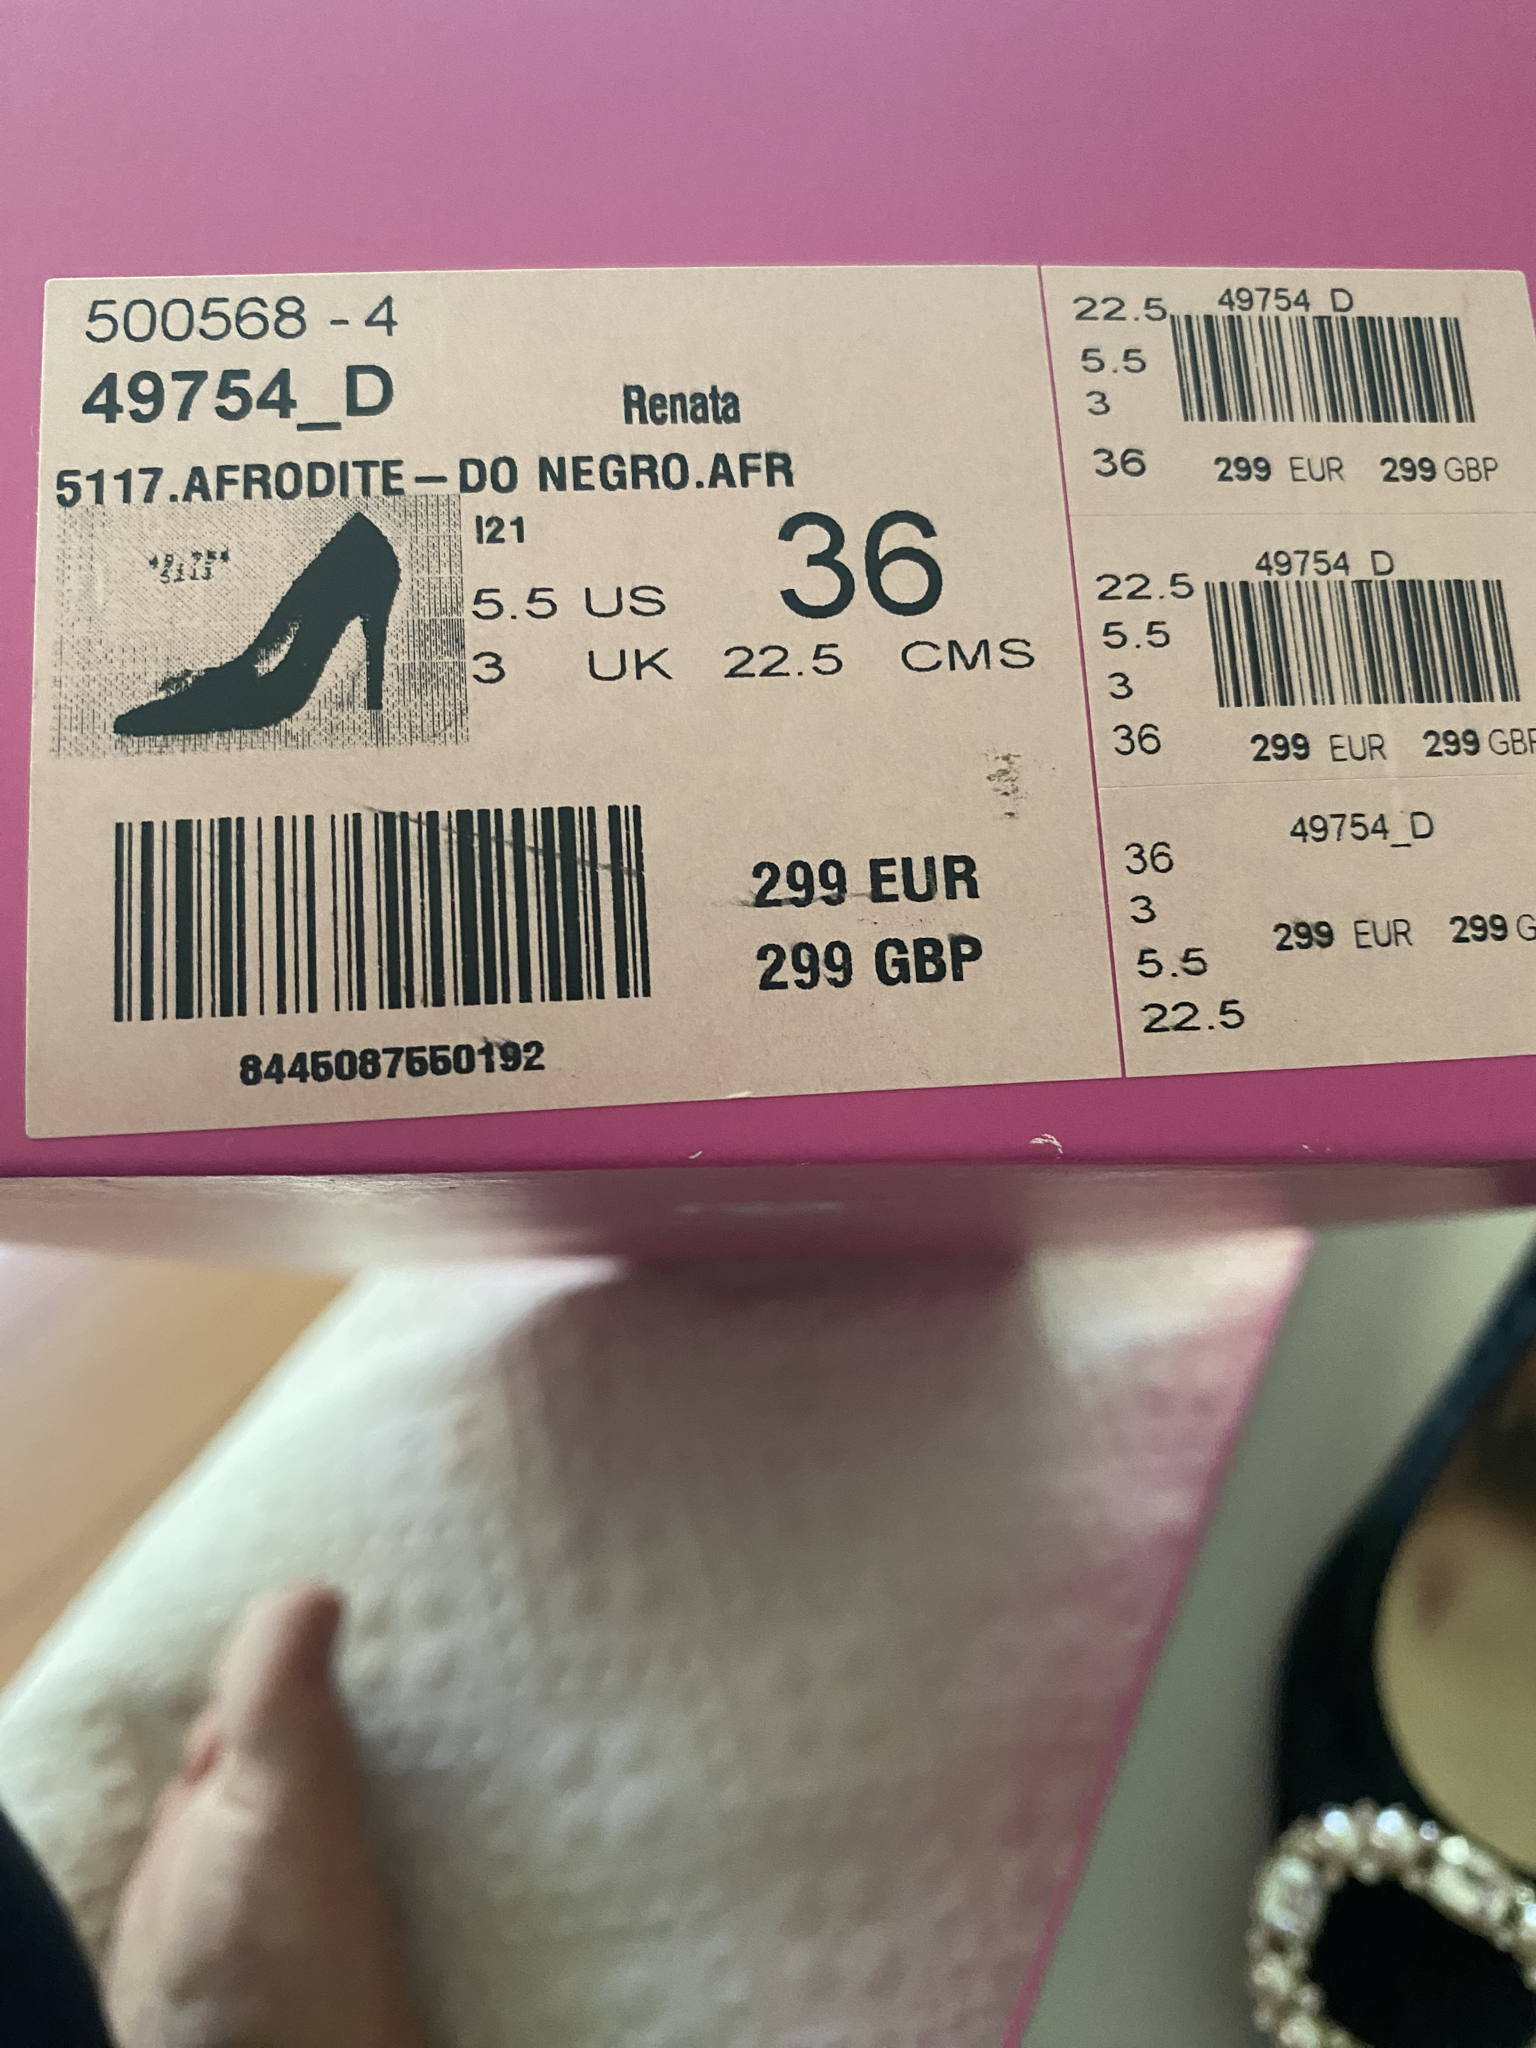 500568 - 4
49754_D
Renata
5117.AFRODITE-DO NEGRO.AFR
I21
36
5.5 US
3 UK 22.5 CMS
299 EUR
299 GBP
8445087550192
22.5 49754_D
5.5
3
36 299 EUR 299 GBP
49754_D
22.5
5.5
3
36 299 EUR 299 GBP
49754_D
36
3
299 EUR 299 G
5.5
22.5